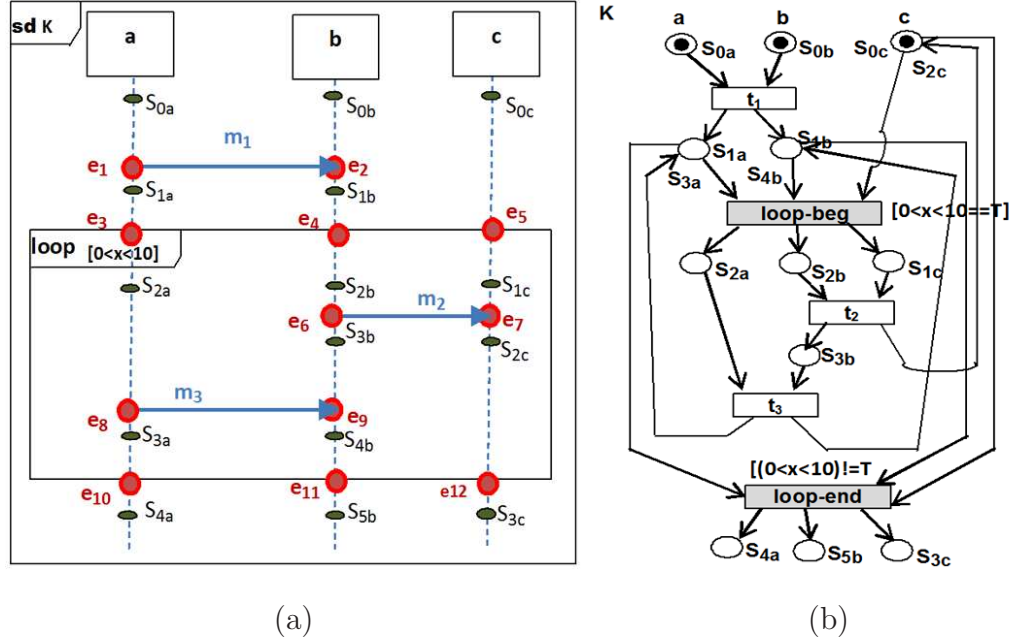 sd K
a
b
c
S0a
S0b
S0c
m1
e1
e2
S1a
S1b
e3
e4
e5
loop
[0<x<10]
S2a
S2b
S1c
m2
e6
e7
S3b
S2c
m3
e8
e9
S3a
S4b
e10
e11
e12
S4a
S5b
S3c
(a)
K
a
b
c
S0a
S0b
S0c
S2c
t1
S1a
S1b
S3a
S4b
loop-beg
[0<x<10==T]
S2a
S2b
S1c
t2
S3b
t3
[(0<x<10)!=T
loop-end
S4a
S5b
S3c
(b)